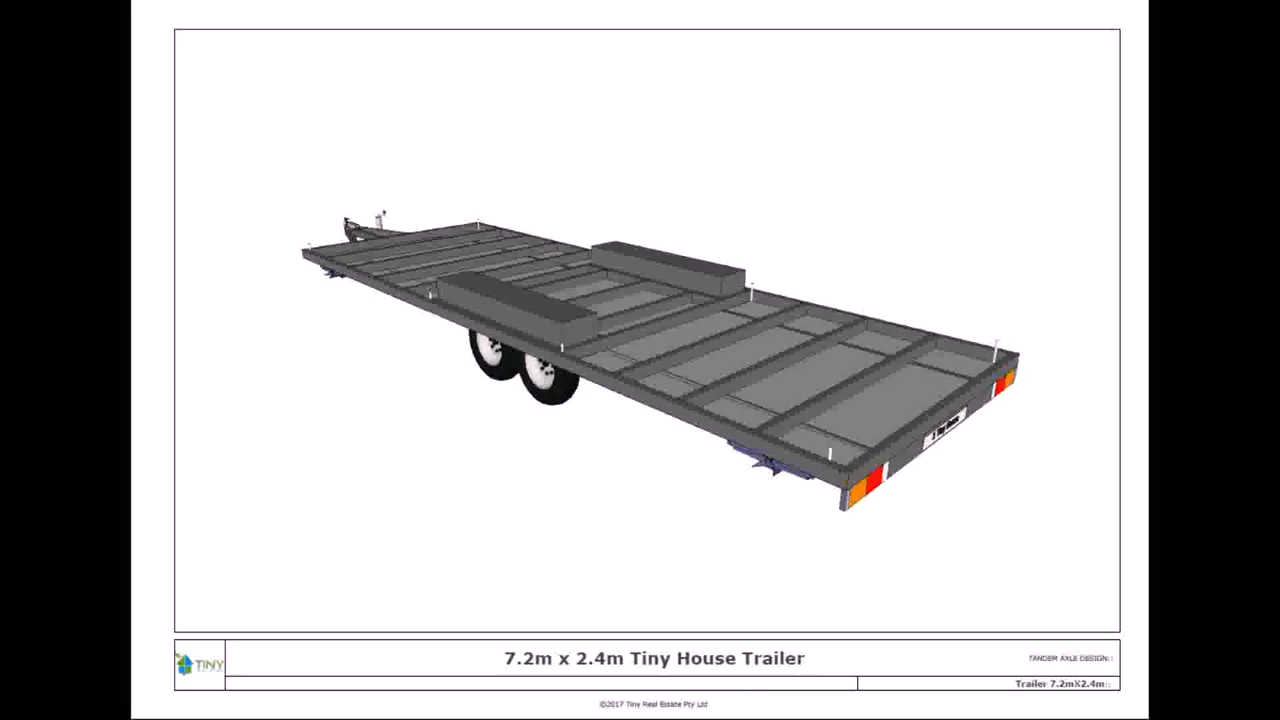 TINY
7.2m x 2.4m Tiny House Trailer
TANDEM AXLE DESIGN::
Trailer 7.2mX2.4m::
©2017 Tiny Real Estate Pty Ltd